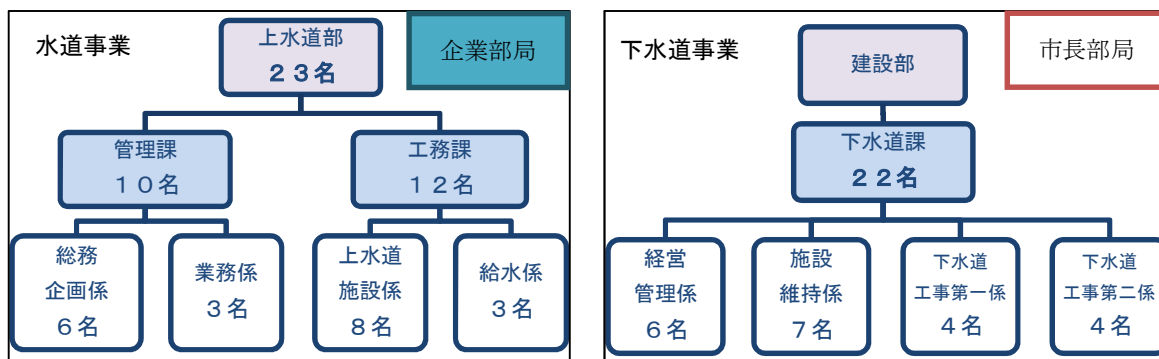 水道事業
上水道部
２３名
企業部局
管理課
１０名
工務課
１２名
総務
企画係
６名
業務係
３名
上水道
施設係
８名
給水係
３名
下水道事業
建設部
市長部局
下水道課
２２名
経営
管理係
６名
施設
維持係
７名
下水道
工事第一係
４名
下水道
工事第二係
４名